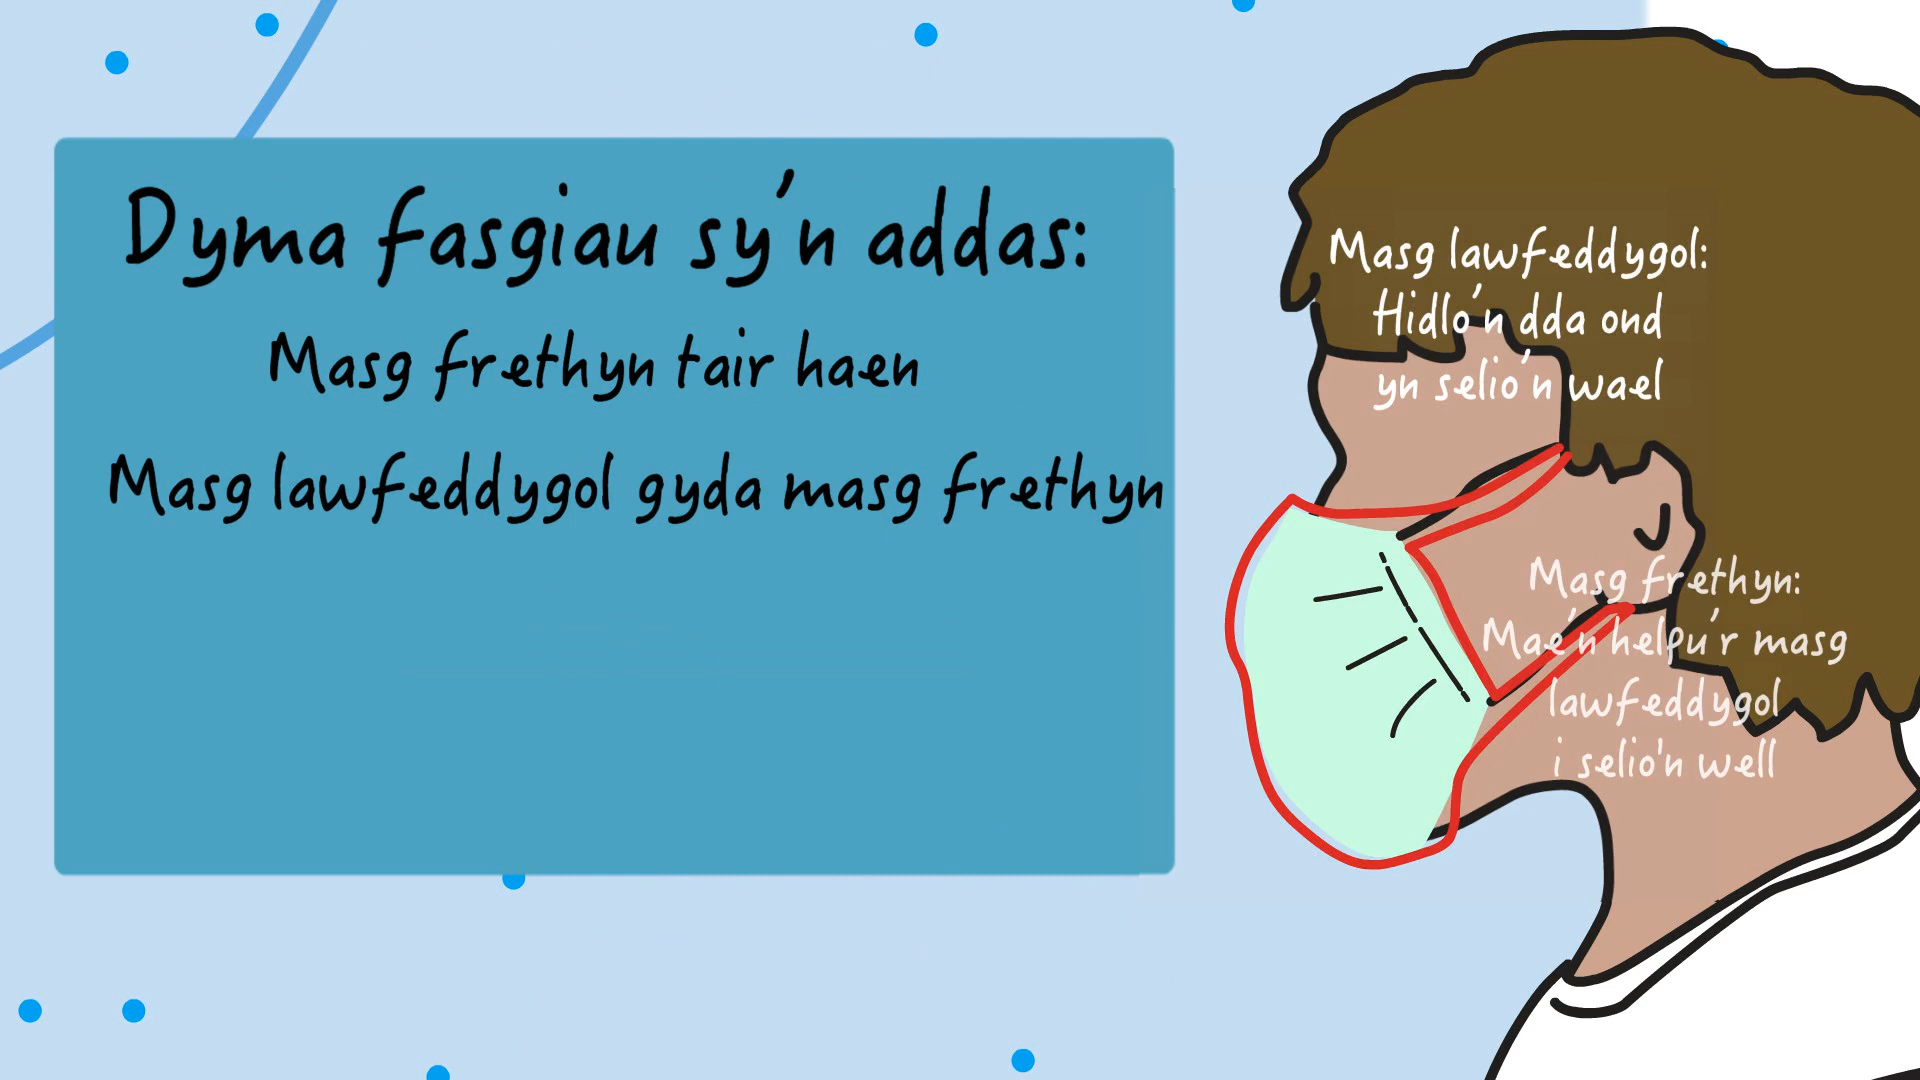 Dyma fasgiau sy'n addas:
Masg frethyn tair haen
Masg lawfeddygol gyda masg frethyn
Masg lawfeddygol:
Hidlo'n dda ond
yn selio'n wael
Masg frethyn:
Mae'n helpu'r masg
lawfeddygol
i selio'n well